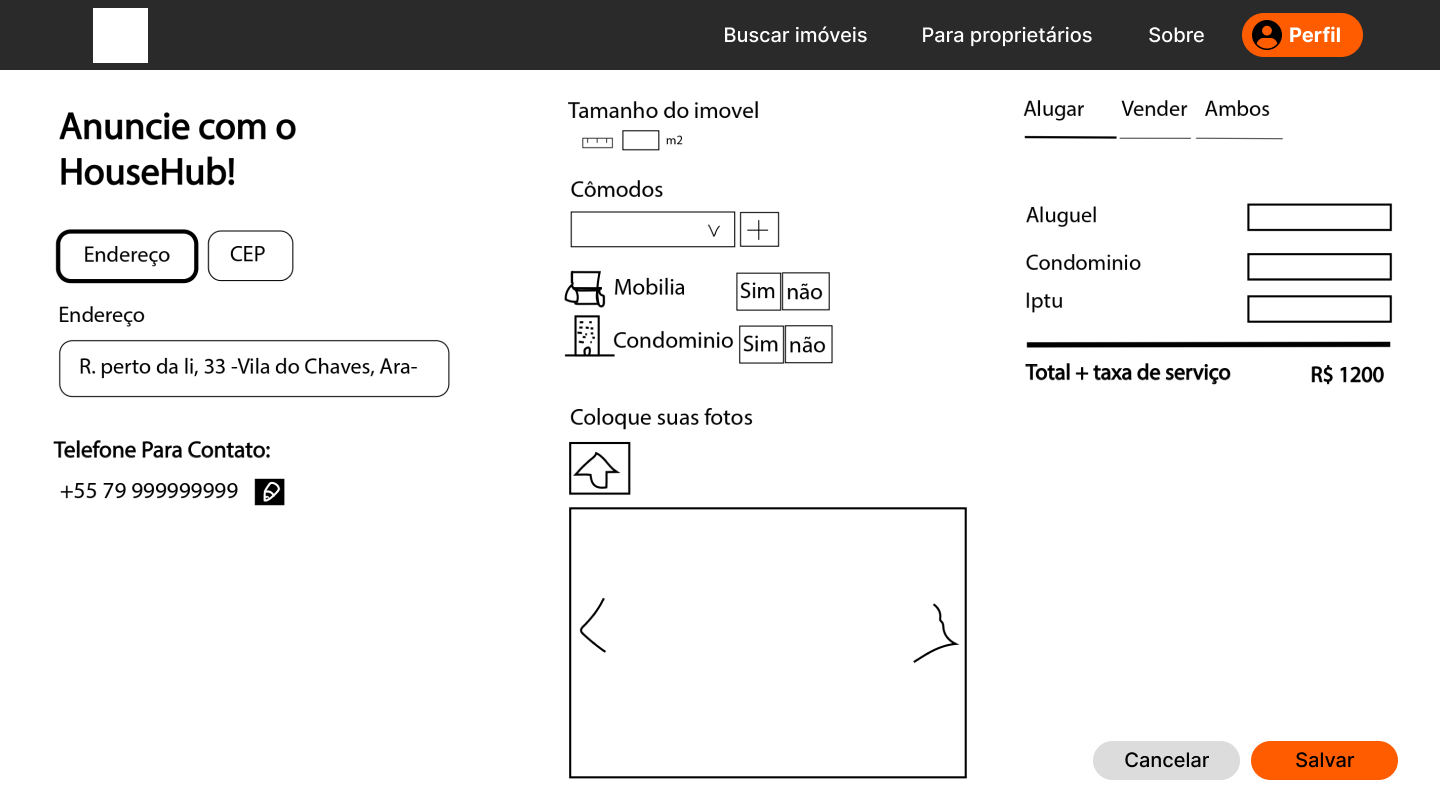 Buscar imóveis
Para proprietários
Sobre
Perfil
Anuncie com o
HouseHub!
Endereço
CEP
Endereço
R. perto da li, 33 -Vila do Chaves, Ara-
Telefone Para Contato:
+55 79 999999999
Tamanho do imovel
m2
Cômodos
Mobilia
Sim
não
Condominio
Sim
não
Coloque suas fotos
Alugar
Vender
Ambos
Aluguel
Condominio
Iptu
Total + taxa de serviço
R$ 1200
Cancelar
Salvar